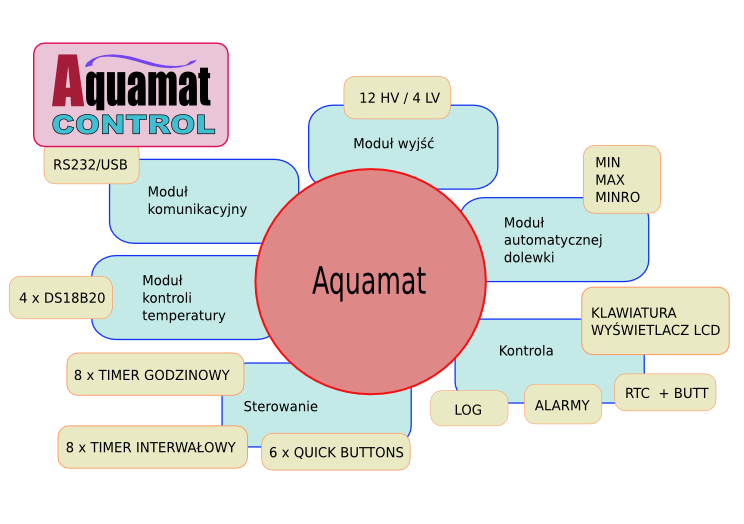 Aquamat
CONTROL
RS232/USB
Moduł
komunikacyjny
12 HV / 4 LV
Moduł wyjść
MIN
MAX
MINRO
Moduł
automatycznej
dolewki
4 x DS18B20
Moduł
kontroli
temperatury
Aquamat
KLAWIATURA
WYŚWIETLACZ LCD
Kontrola
LOG
ALARMY
RTC + BUTT
8 x TIMER GODZINOWY
Sterowanie
8 x TIMER INTERWAŁOWY
6 x QUICK BUTTONS